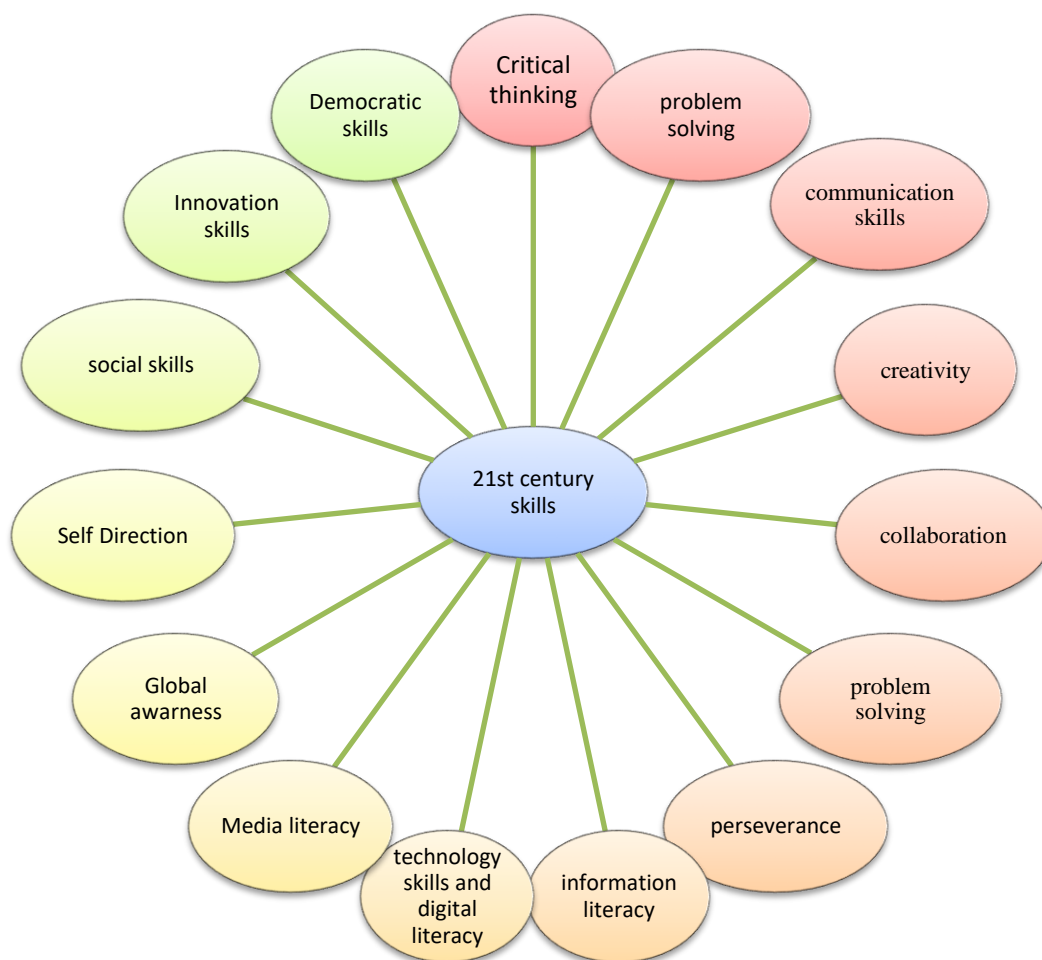 Critical
thinking
problem
solving
communication
skills
creativity
collaboration
problem
solving
perseverance
information
literacy
technology
skills and
digital
literacy
Media literacy
Global
awarness
Self Direction
social skills
Innovation
skills
Democratic
skills
21st century
skills